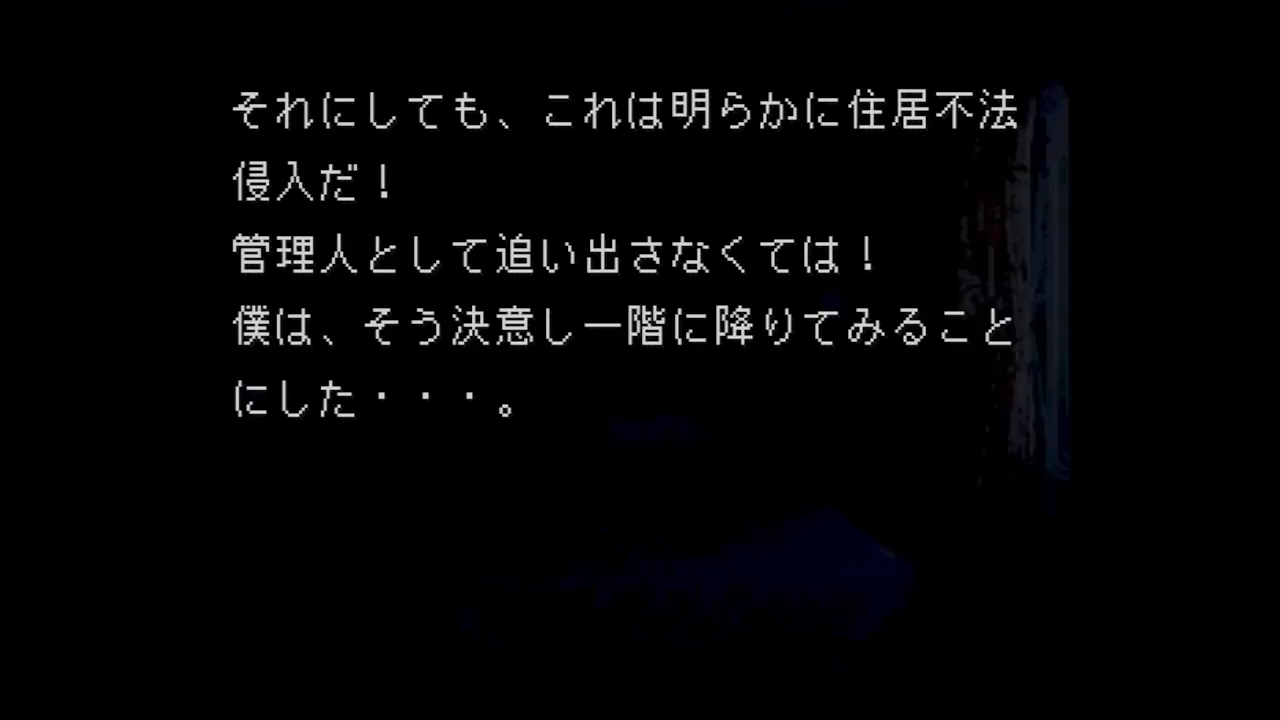 それにしても、これは明らかに住居不法
侵入だ！
管理人として追い出さなくては！
僕は、そう決意し一階に降りてみること
にした・・・。